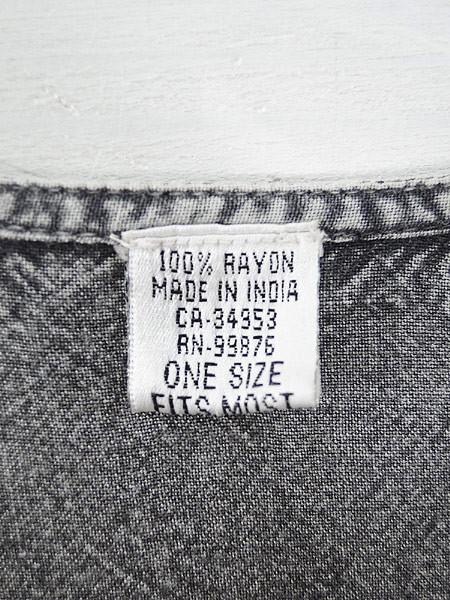 100% RAYON
MADE IN INDIA
CA-34953
RN-99876
ONE SIZE
FITS MOST